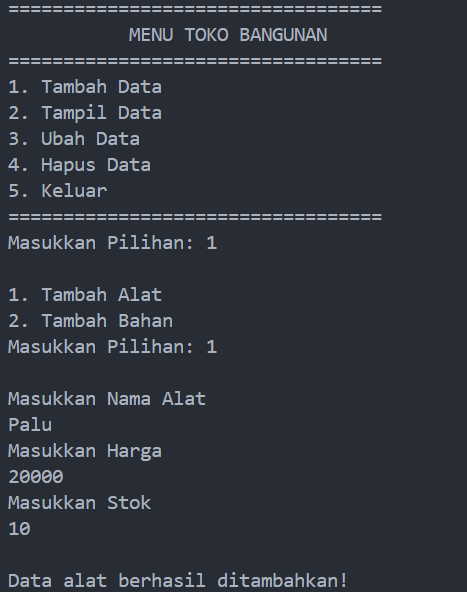 ==================================
MENU TOKO BANGUNAN
==================================
1. Tambah Data
2. Tampil Data
3. Ubah Data
4. Hapus Data
5. Keluar
==================================
Masukkan Pilihan: 1
1. Tambah Alat
2. Tambah Bahan
Masukkan Pilihan: 1
Masukkan Nama Alat
Palu
Masukkan Harga
20000
Masukkan Stok
10
Data alat berhasil ditambahkan!